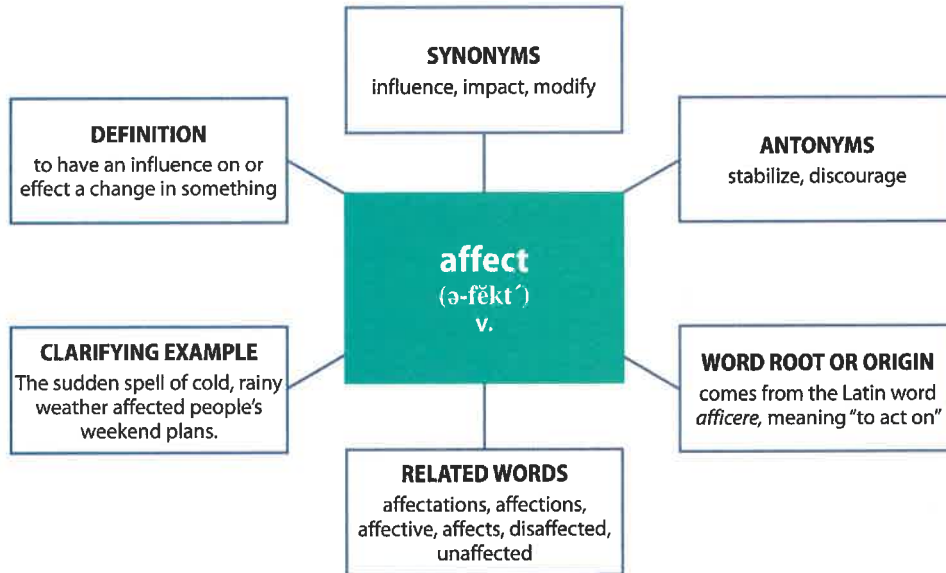 SYNONYMS
influence, impact, modify
DEFINITION
to have an influence on or
effect a change in something
ANTONYMS
stabilize, discourage
affect
(ə-fĕkt´)
v.
CLARIFYING EXAMPLE
The sudden spell of cold, rainy
weather affected people's
weekend plans.
WORD ROOT OR ORIGIN
comes from the Latin word
afficere, meaning "to act on"
RELATED WORDS
affectations, affections,
affective, affects, disaffected,
unaffected